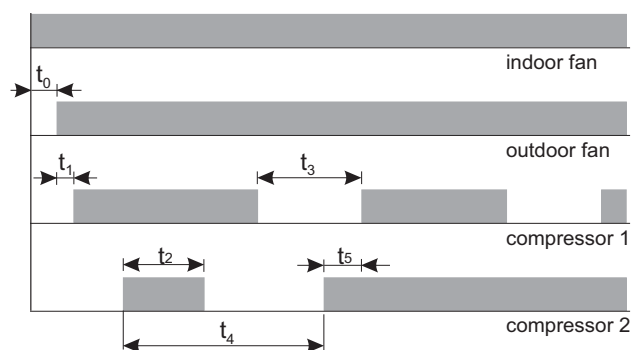 indoor fan
t0
outdoor fan
t1
t3
compressor 1
t2
t5
t4
compressor 2